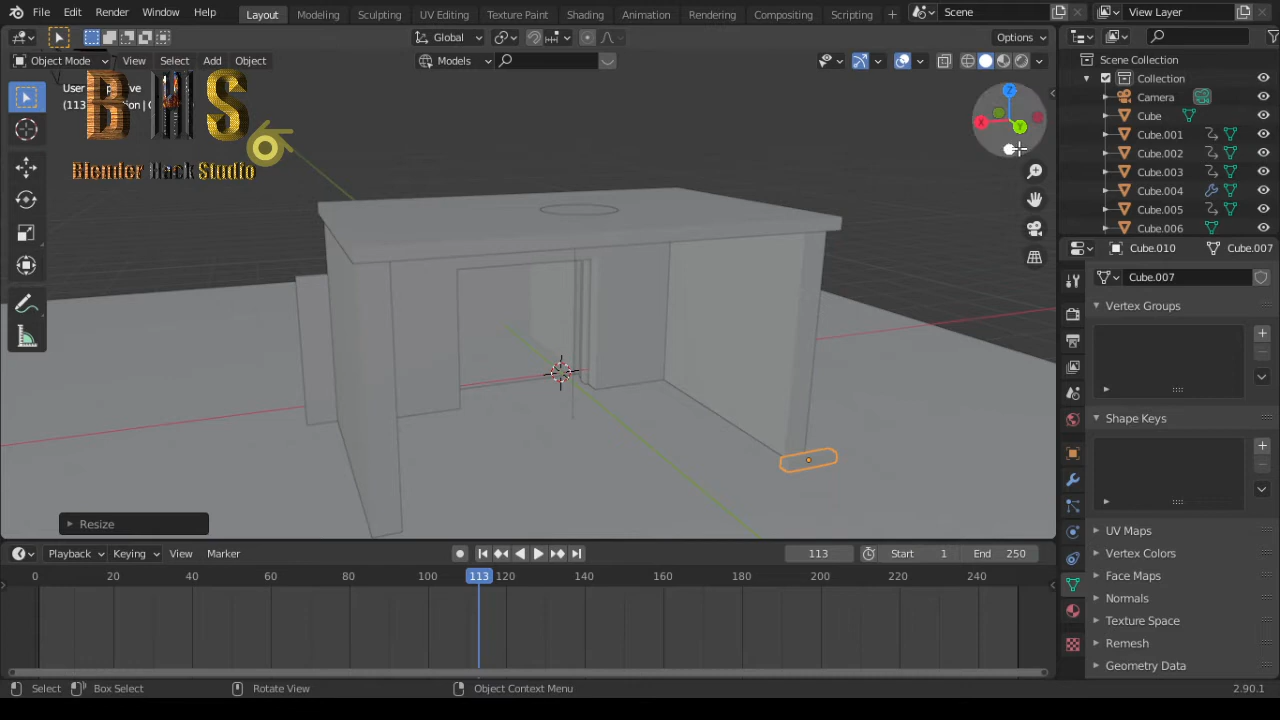 File Edit Render Window Help Layout Modeling Sculpting UV Editing Texture Paint Shading Animation Rendering Compositing Scripting Scene View Layer
Global Options
Object Mode View Select Add Object Models
(113
BHS
Blender Hack Studio
X Y Z
Scene Collection
Collection
Camera
Cube
Cube.001
Cube.002
Cube.003
Cube.004
Cube.005
Cube.006
Cube.010 Cube.007
Cube.007
Vertex Groups
Shape Keys
UV Maps
Vertex Colors
Face Maps
Normals
Texture Space
Remesh
Geometry Data
Resize
Playback Keying View Marker 113 Start 1 End 250
0 20 40 60 80 100 113 120 140 160 180 200 220 240
Select Box Select Rotate View Object Context Menu 2.90.1